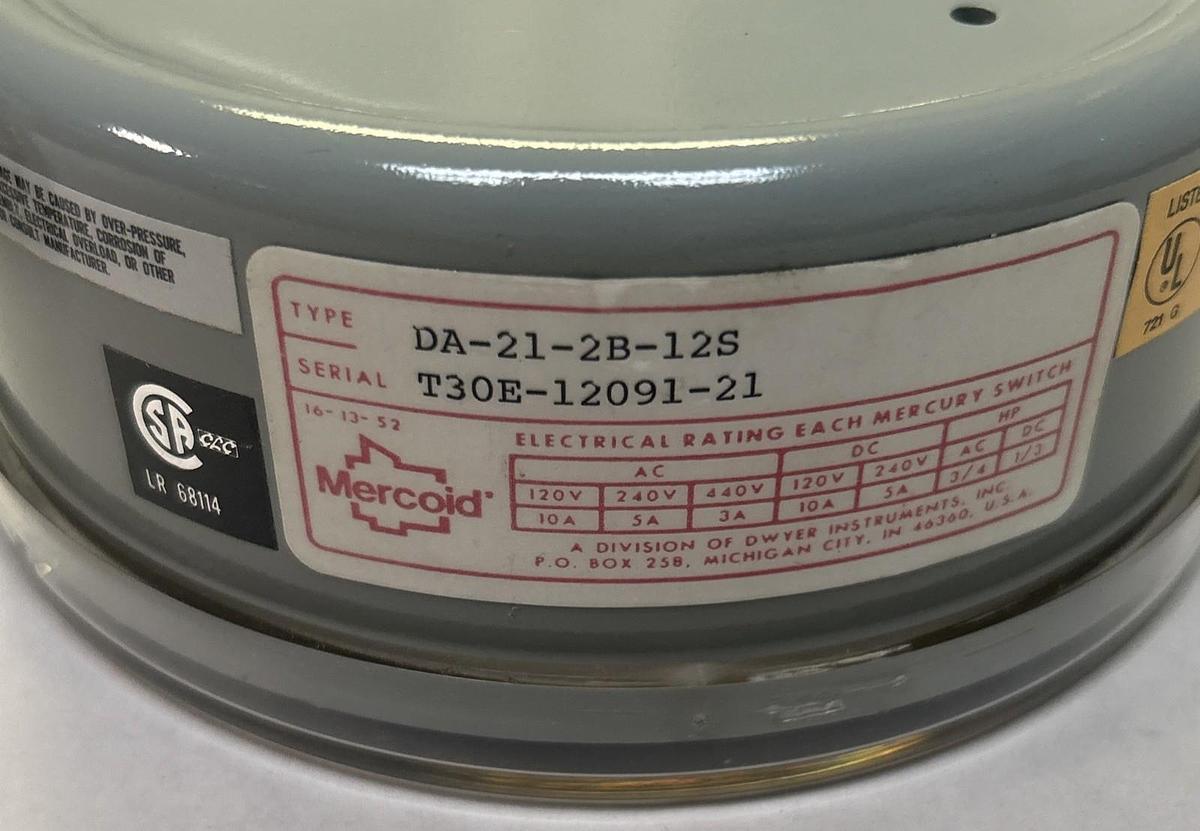 MAY BE CAUSED BY OVER-PRESSURE,
TEMPERATURE, CORROSION OF
ELECTRICAL OVERLOAD, OR OTHER
CONSULT MANUFACTURER.
SA
LR 68114
TYPE DA-21-2B-12S
SERIAL T30E-12091-21
16-13-52
Mercoid
ELECTRICAL RATING EACH MERCURY SWITCH
AC DC HP
120V 240V 440V 120V 240V AC DC
10A 5A 3A 10A 5A 3/4 1/3
A DIVISION OF DWYER INSTRUMENTS, INC.
P.O. BOX 258, MICHIGAN CITY, IN 46360, U.S.A.
UL
721 G